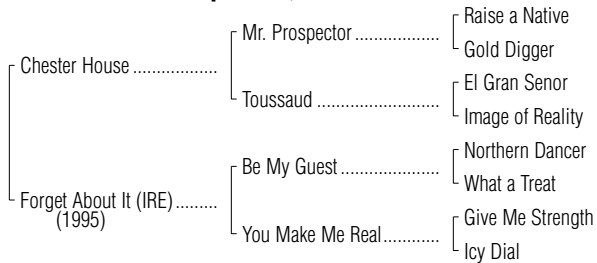 Raise a Native
Mr. Prospector ..................
Gold Digger
Chester House ..................
El Gran Senor
Toussaud ..........................
Image of Reality
Northern Dancer
Be My Guest .....................
What a Treat
Forget About It (IRE) .........
(1995)
Give Me Strength
You Make Me Real ............
Icy Dial